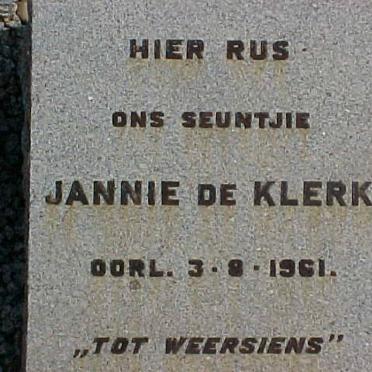 HIER RUS
ONS SEUNTJIE
JANNIE DE KLERK
OORL. 3·8·1961.
„TOT WEERSIENS”